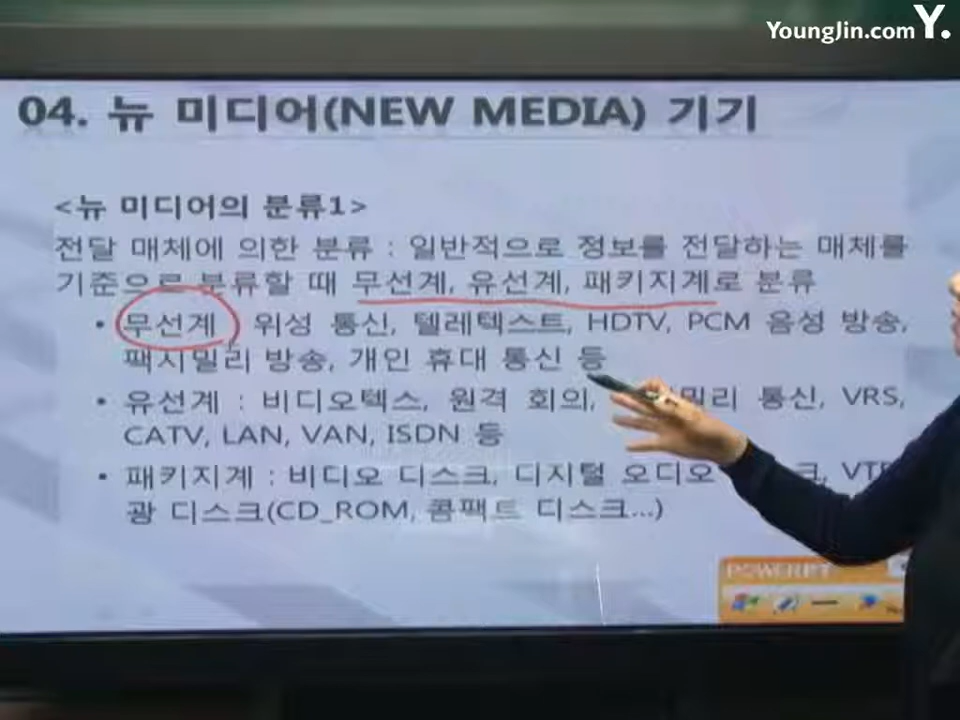 YoungJin.com Y.
04. 뉴 미디어(NEW MEDIA) 기기
<뉴 미디어의 분류1>
전달 매체에 의한 분류 : 일반적으로 정보를 전달하는 매체를
기준으로 분류할 때 무선계, 유선계, 패키지계로 분류
• 무선계 위성 통신, 텔레텍스트, HDTV, PCM 음성 방송,
팩시밀리 방송, 개인 휴대 통신 등
• 유선계 : 비디오텍스, 원격 회의, 밀리 통신, VRS,
CATV, LAN, VAN, ISDN 등
• 패키지계 : 비디오 디스크, 디지털 오디오
광 디스크(CD_ROM, 콤팩트 디스크...)
POWERPT